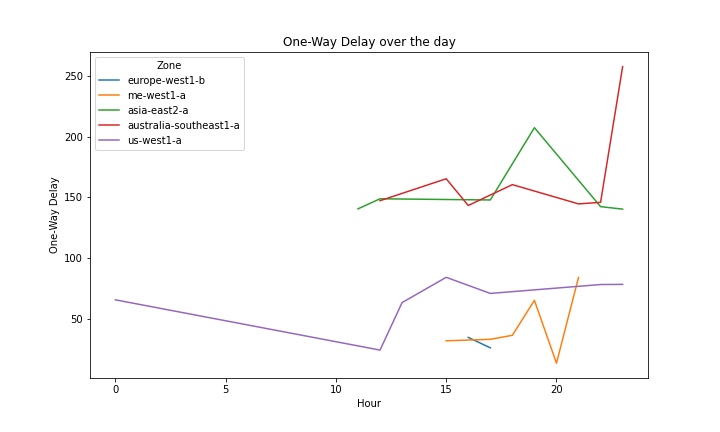 One-Way Delay over the day
Zone
europe-west1-b
me-west1-a
asia-east2-a
australia-southeast1-a
us-west1-a
One-Way Delay
250
200
150
100
50
0
5
10
15
20
Hour